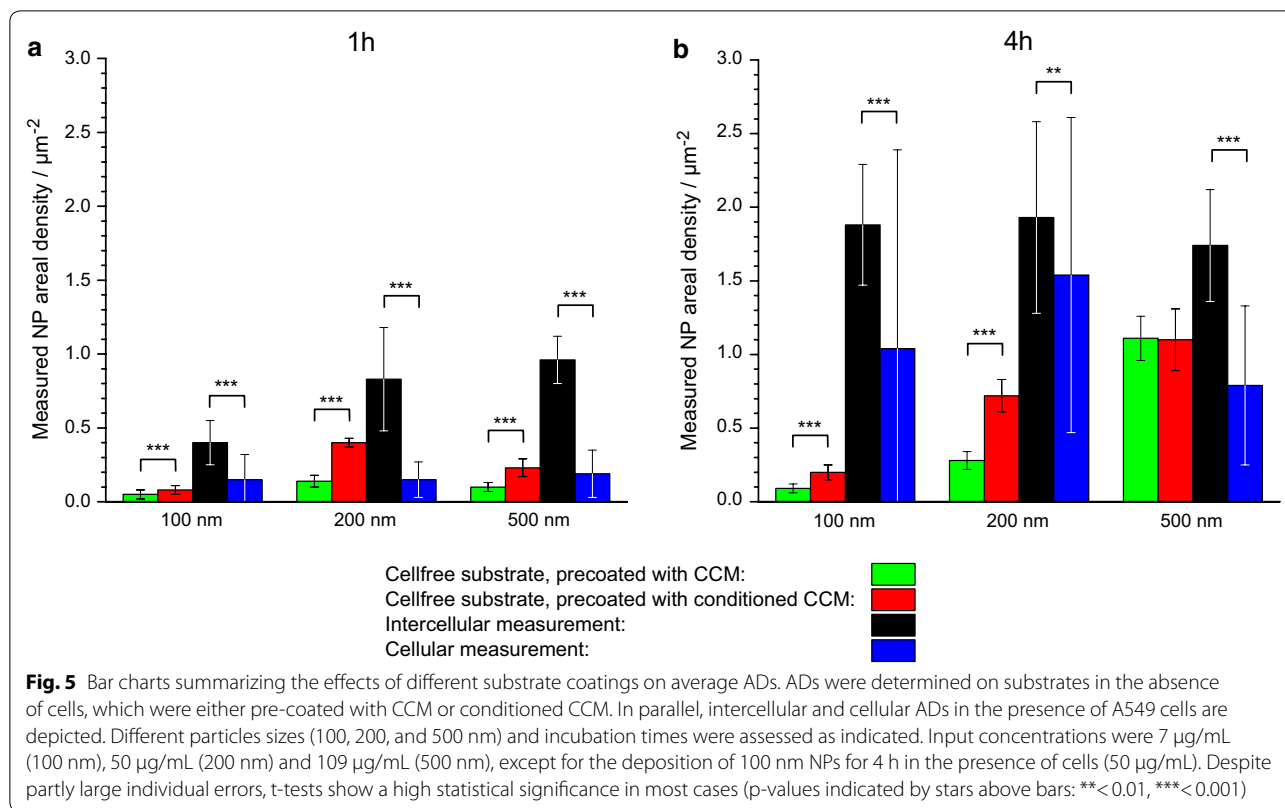 a
1h
Measured NP areal density / µm⁻²
3.0
2.5
2.0
1.5
1.0
0.5
0.0
***
***
***
***
***
***
100 nm
200 nm
500 nm
b
4h
Measured NP areal density / µm⁻²
3.0
2.5
2.0
1.5
1.0
0.5
0.0
***
***
***
**
***
100 nm
200 nm
500 nm
Cellfree substrate, precoated with CCM:
Cellfree substrate, precoated with conditioned CCM:
Intercellular measurement:
Cellular measurement:
Fig. 5 Bar charts summarizing the effects of different substrate coatings on average ADs. ADs were determined on substrates in the absence
of cells, which were either pre-coated with CCM or conditioned CCM. In parallel, intercellular and cellular ADs in the presence of A549 cells are
depicted. Different particles sizes (100, 200, and 500 nm) and incubation times were assessed as indicated. Input concentrations were 7 µg/mL
(100 nm), 50 µg/mL (200 nm) and 109 µg/mL (500 nm), except for the deposition of 100 nm NPs for 4 h in the presence of cells (50 µg/mL). Despite
partly large individual errors, t-tests show a high statistical significance in most cases (p-values indicated by stars above bars: **< 0.01, ***< 0.001)